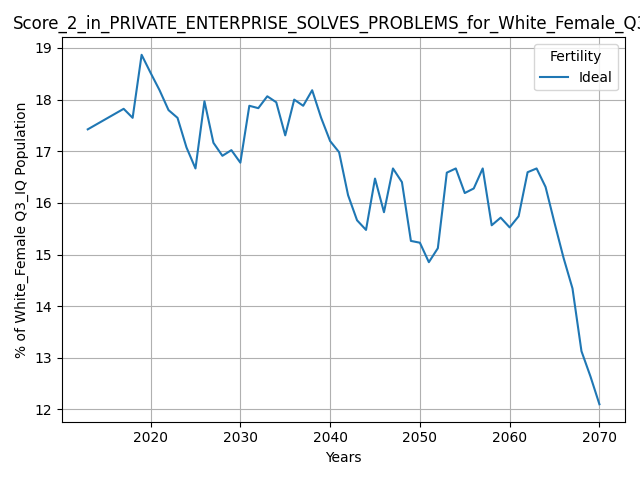 Score_2_in_PRIVATE_ENTERPRISE_SOLVES_PROBLEMS_for_White_Female_Q3
Fertility
Ideal
% of White_Female Q3_IQ Population
19
18
17
16
15
14
13
12
2020 2030 2040 2050 2060 2070
Years